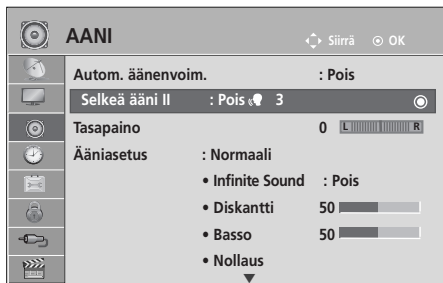 AANI
Siirrä OK
Autom. äänenvoim. : Pois
Selkeä ääni II : Pois 3
Tasapaino 0 L R
Ääniasetus : Normaali
• Infinite Sound : Pois
• Diskantti 50
• Basso 50
• Nollaus